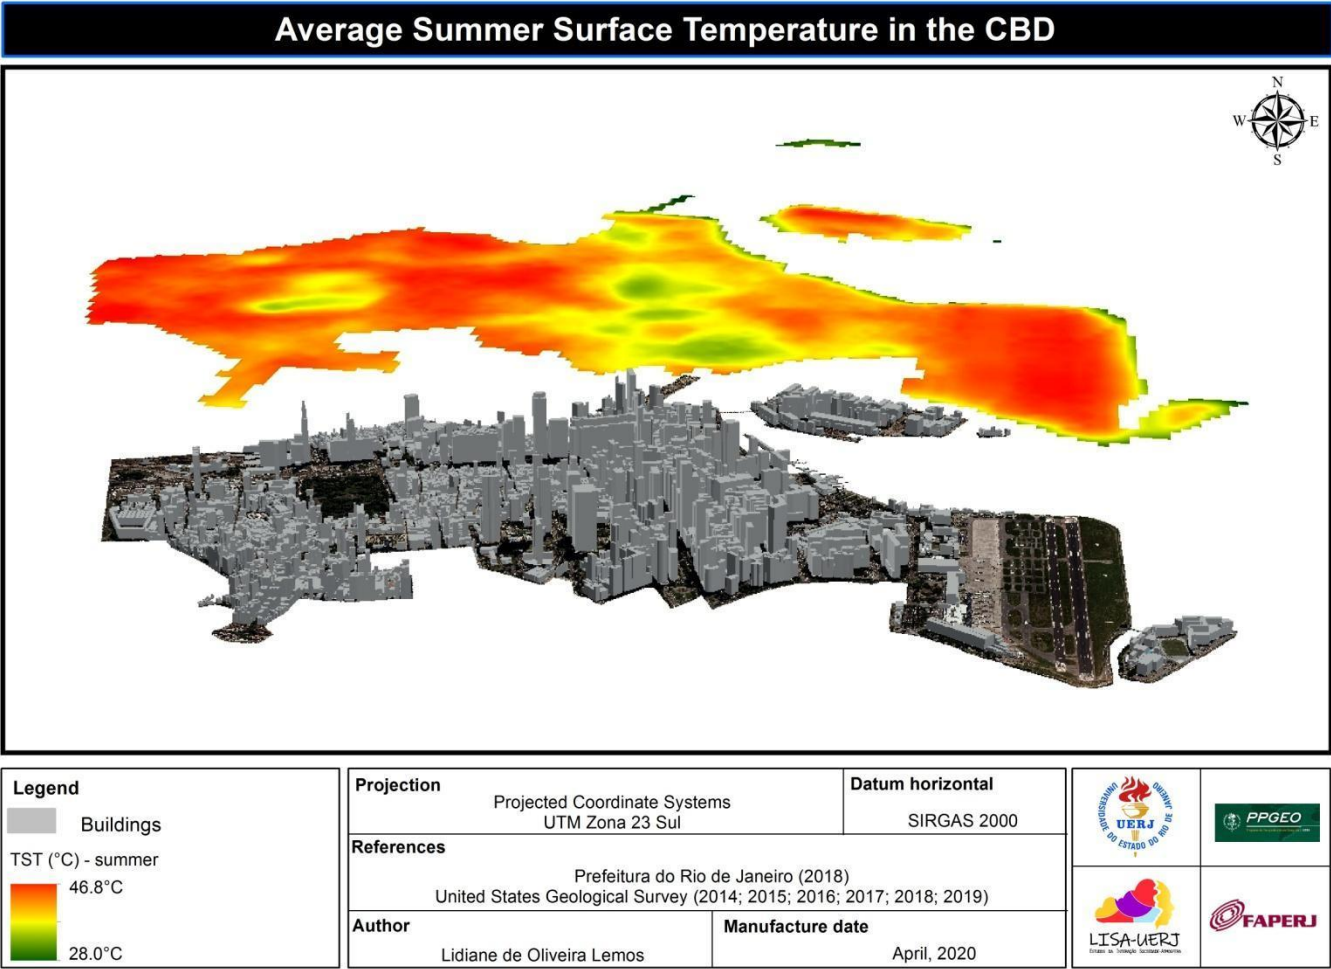 Average Summer Surface Temperature in the CBD
N
W
E
S
Legend
Buildings
TST (°C) - summer
46.8°C
28.0°C
Projection
Projected Coordinate Systems
UTM Zona 23 Sul
Datum horizontal
SIRGAS 2000
References
Prefeitura do Rio de Janeiro (2018)
United States Geological Survey (2014; 2015; 2016; 2017; 2018; 2019)
Author
Lidiane de Oliveira Lemos
Manufacture date
April, 2020
UNIVERSIDADE DO ESTADO DO RIO DE JANEIRO
UERJ
PPGEO
LISA-UERJ
FAPERJ